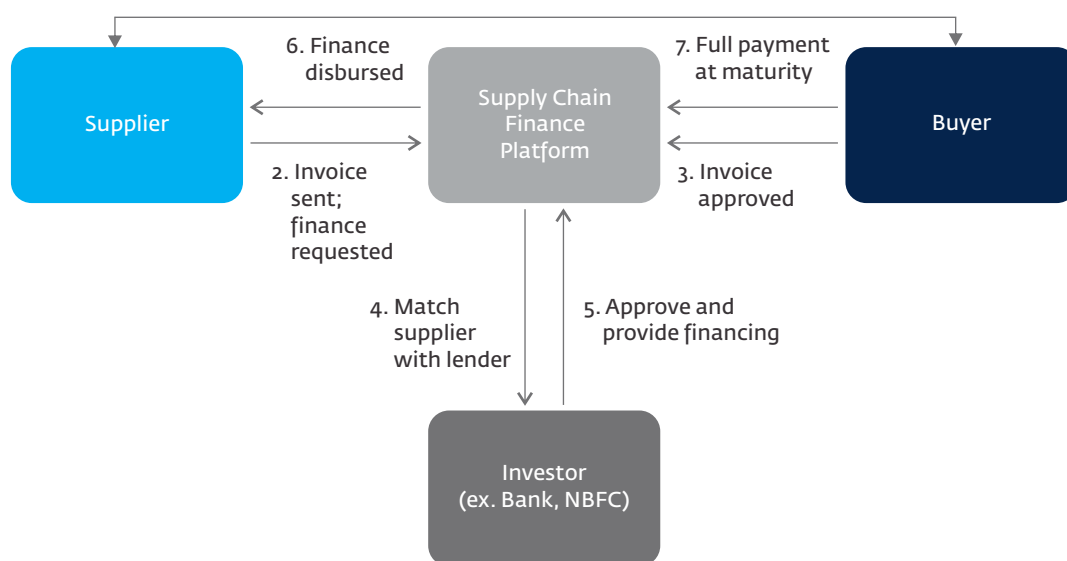 6. Finance
disbursed
7. Full payment
at maturity
Supplier
Supply Chain
Finance
Platform
Buyer
2. Invoice
sent;
finance
requested
3. Invoice
approved
4. Match
supplier
with lender
5. Approve and
provide financing
Investor
(ex. Bank, NBFC)